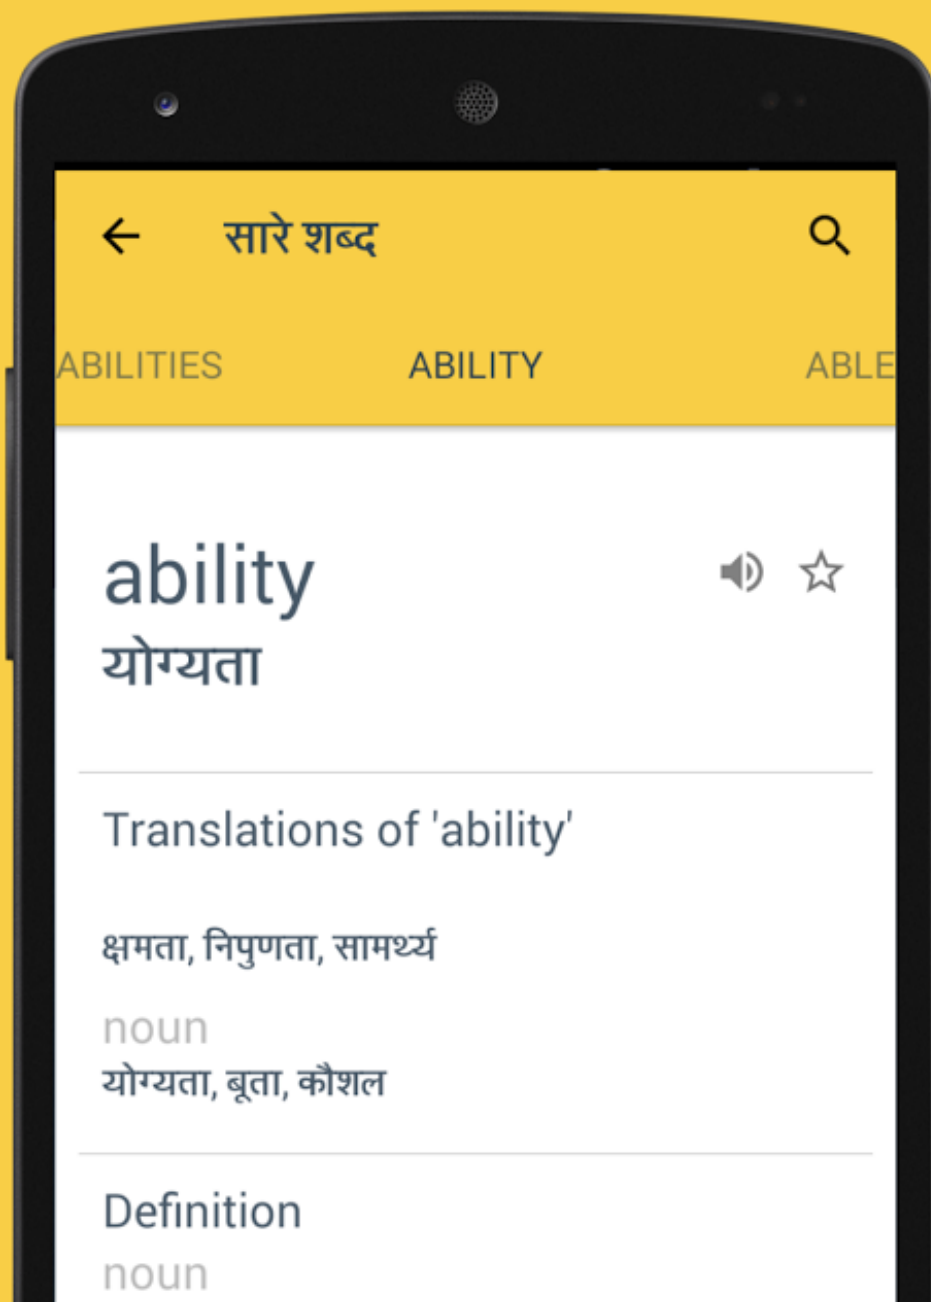 सारे शब्द
ABILITIES ABILITY ABLE
ability
योग्यता
Translations of 'ability'
क्षमता, निपुणता, सामर्थ्य
noun
योग्यता, बूता, कौशल
Definition
noun